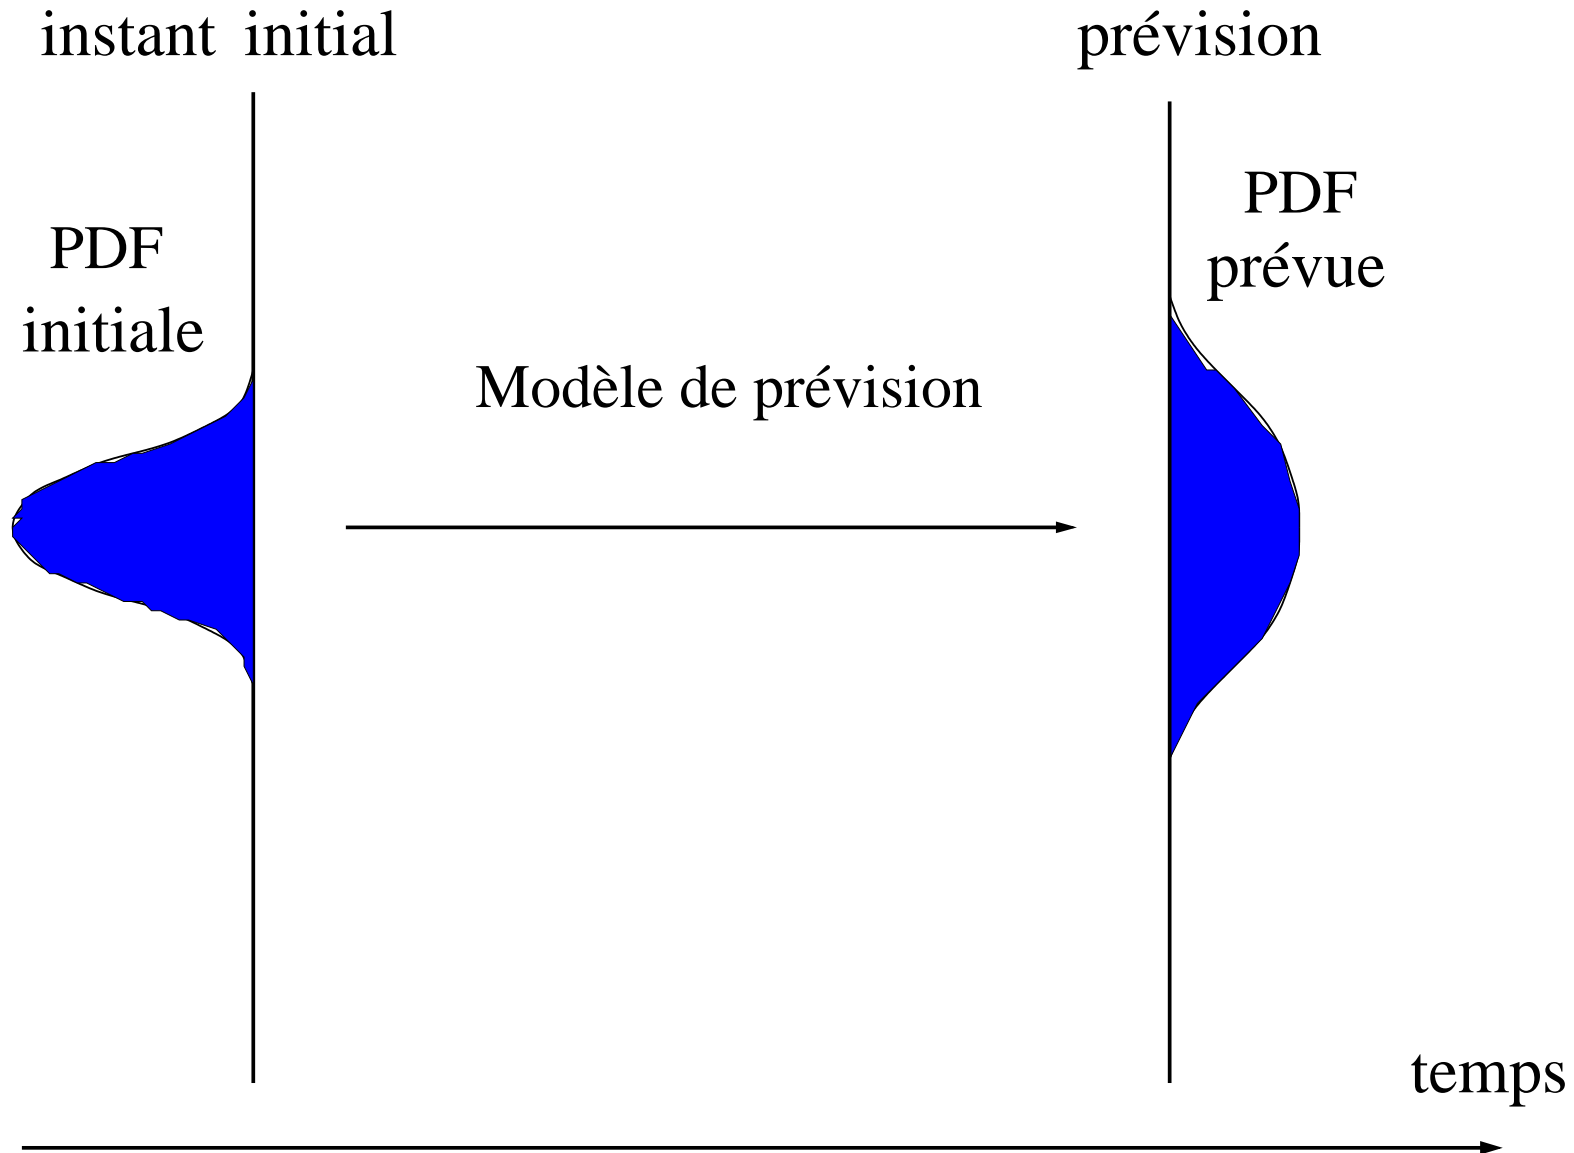 instant initial
prévision
PDF
initiale
PDF
prévue
Modèle de prévision
temps